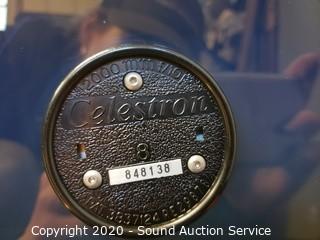 2000 mm f/10
Celestron
8
848138
Copyright © 2020 - Sound Auction Service